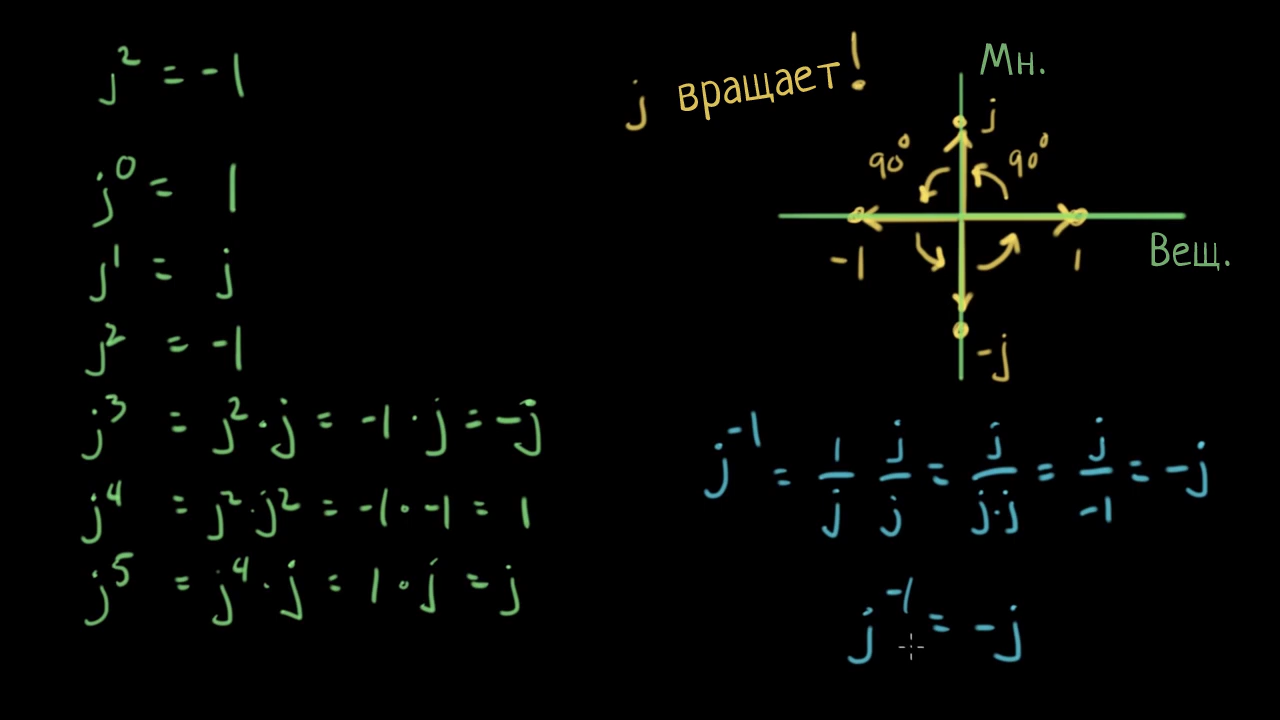 j² = -1
j⁰ = 1
j¹ = j
j² = -1
j³ = j²·j = -1·j = -j
j⁴ = j²·j² = -1·-1 = 1
j⁵ = j⁴·j = 1·j = j
j вращает!
Мн.
j
90° 90°
-1 1
Вещ.
-j
j⁻¹ = 1/j j/j = j/j·j = j/-1 = -j
j⁻¹ = -j